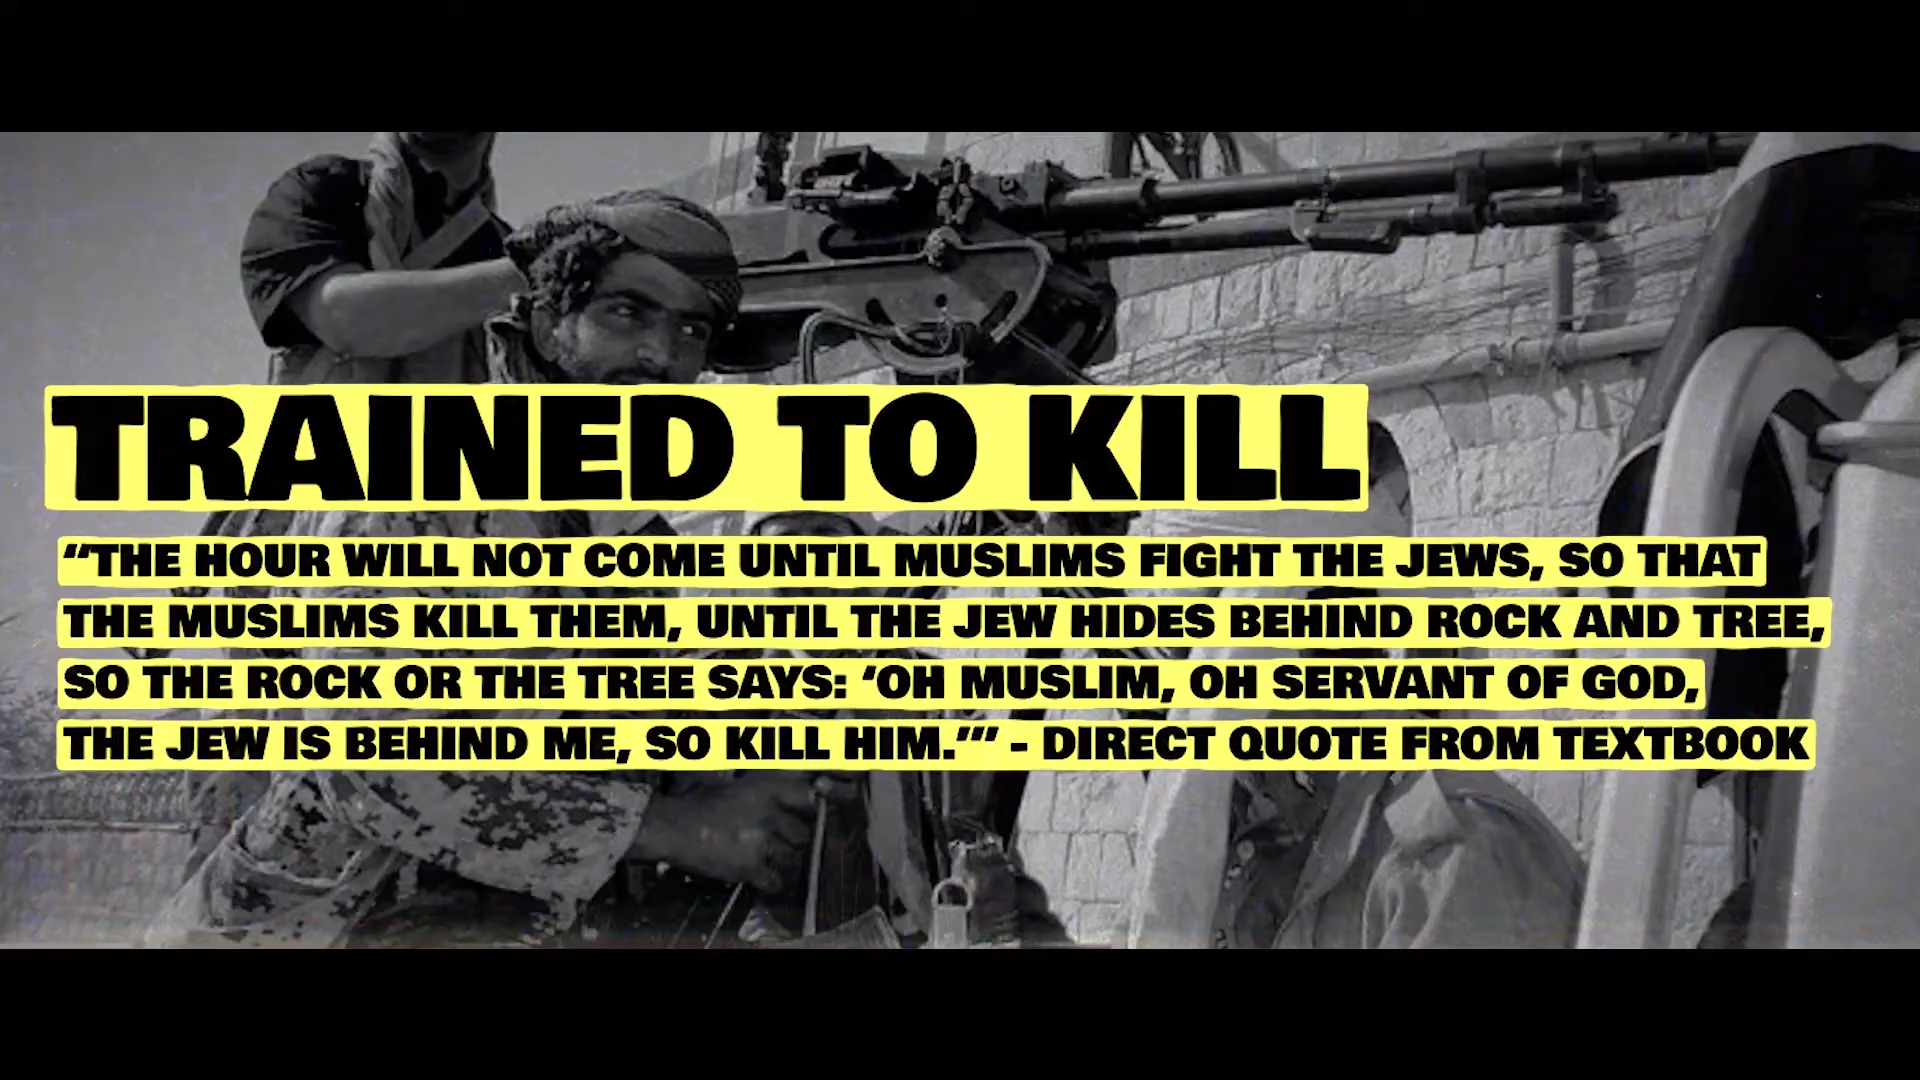 TRAINED TO KILL
“THE HOUR WILL NOT COME UNTIL MUSLIMS FIGHT THE JEWS, SO THAT
THE MUSLIMS KILL THEM, UNTIL THE JEW HIDES BEHIND ROCK AND TREE,
SO THE ROCK OR THE TREE SAYS: ‘OH MUSLIM, OH SERVANT OF GOD,
THE JEW IS BEHIND ME, SO KILL HIM.’” - DIRECT QUOTE FROM TEXTBOOK